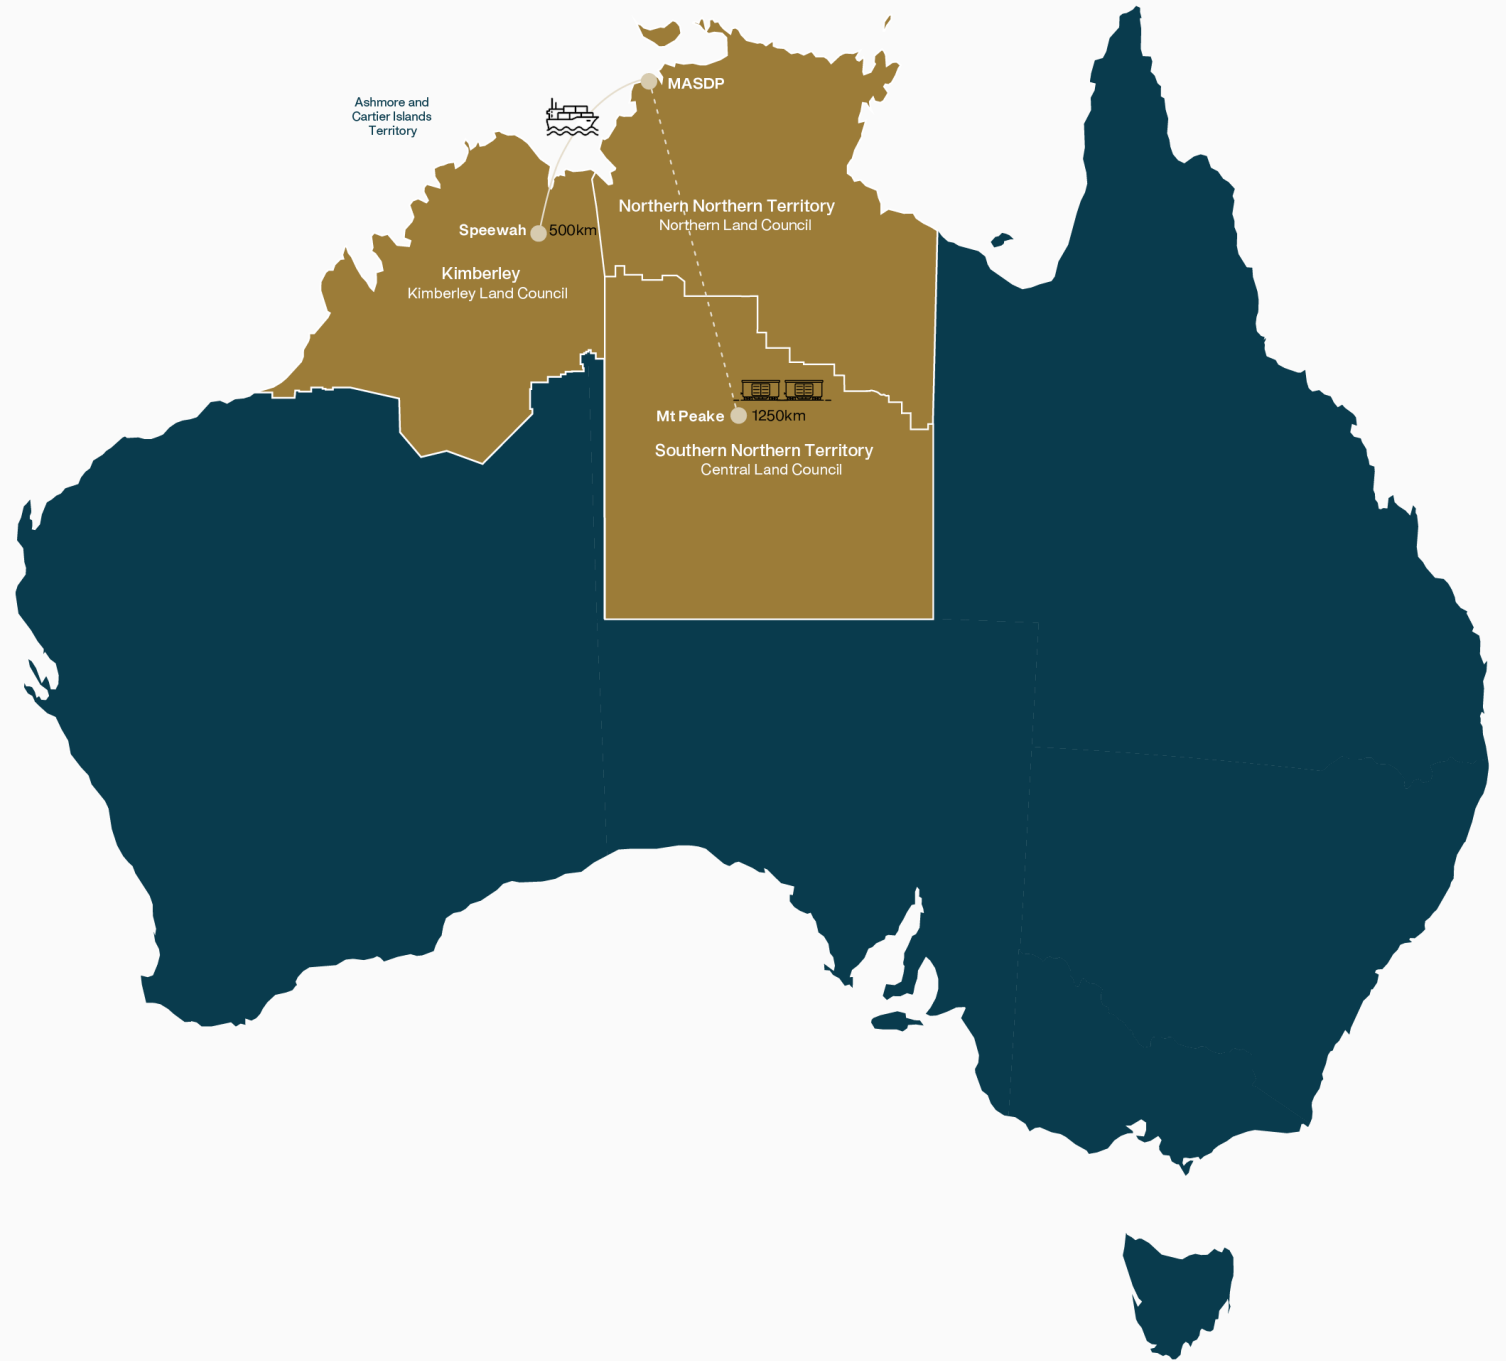 MASDP
Ashmore and
Cartier Islands
Territory
Northern Northern Territory
Northern Land Council
Speewah
500km
Kimberley
Kimberley Land Council
Mt Peake
1250km
Southern Northern Territory
Central Land Council